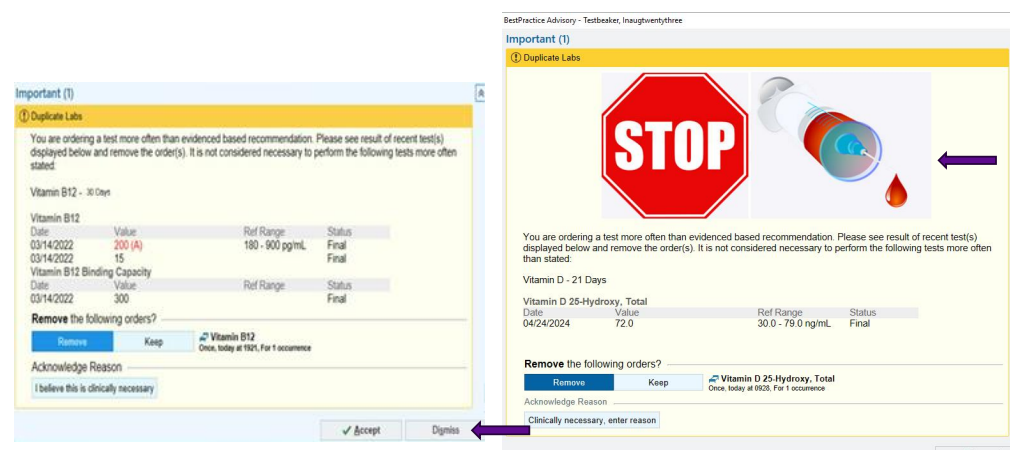 Important (1)
Duplicate Labs
You are ordering a test more often than evidenced based recommendation. Please see result of recent test(s)
displayed below and remove the order(s). It is not considered necessary to perform the following tests more often
stated:
Vitamin B12 - 30 Days
Vitamin B12
Date Value Ref Range Status
03/14/2022 200 (A) 180 - 900 pg/mL Final
03/14/2022 15 Final
Vitamin B12 Binding Capacity
Date Value Ref Range Status
03/14/2022 300 Final
Remove the following orders?
Remove Keep Vitamin B12
Once, today at 1921, For 1 occurrence
Acknowledge Reason
I believe this is clinically necessary
Accept Dismiss
BestPractice Advisory - Testbeaker, Inaugtwentythree
Important (1)
Duplicate Labs
STOP
You are ordering a test more often than evidenced based recommendation. Please see result of recent test(s)
displayed below and remove the order(s). It is not considered necessary to perform the following tests more often
than stated:
Vitamin D - 21 Days
Vitamin D 25-Hydroxy, Total
Date Value Ref Range Status
04/24/2024 72.0 30.0 - 79.0 ng/mL Final
Remove the following orders?
Remove Keep Vitamin D 25-Hydroxy, Total
Once, today at 0928, For 1 occurrence
Acknowledge Reason
Clinically necessary, enter reason